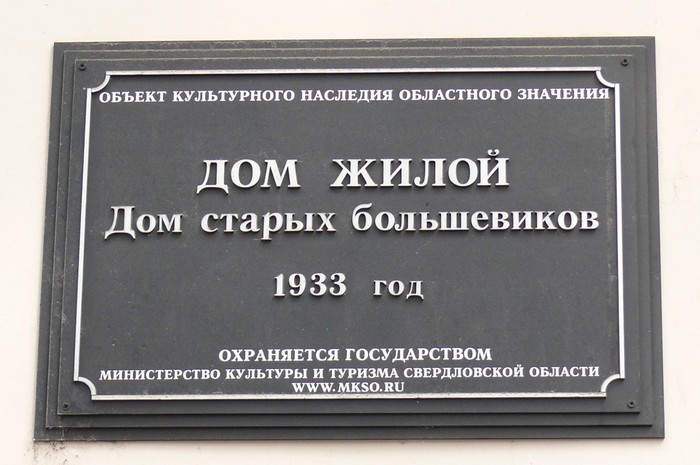 ОБЪЕКТ КУЛЬТУРНОГО НАСЛЕДИЯ ОБЛАСТНОГО ЗНАЧЕНИЯ
ДОМ ЖИЛОЙ
Дом старых большевиков
1933 год
ОХРАНЯЕТСЯ ГОСУДАРСТВОМ
МИНИСТЕРСТВО КУЛЬТУРЫ И ТУРИЗМА СВЕРДЛОВСКОЙ ОБЛАСТИ
WWW.MKSO.RU